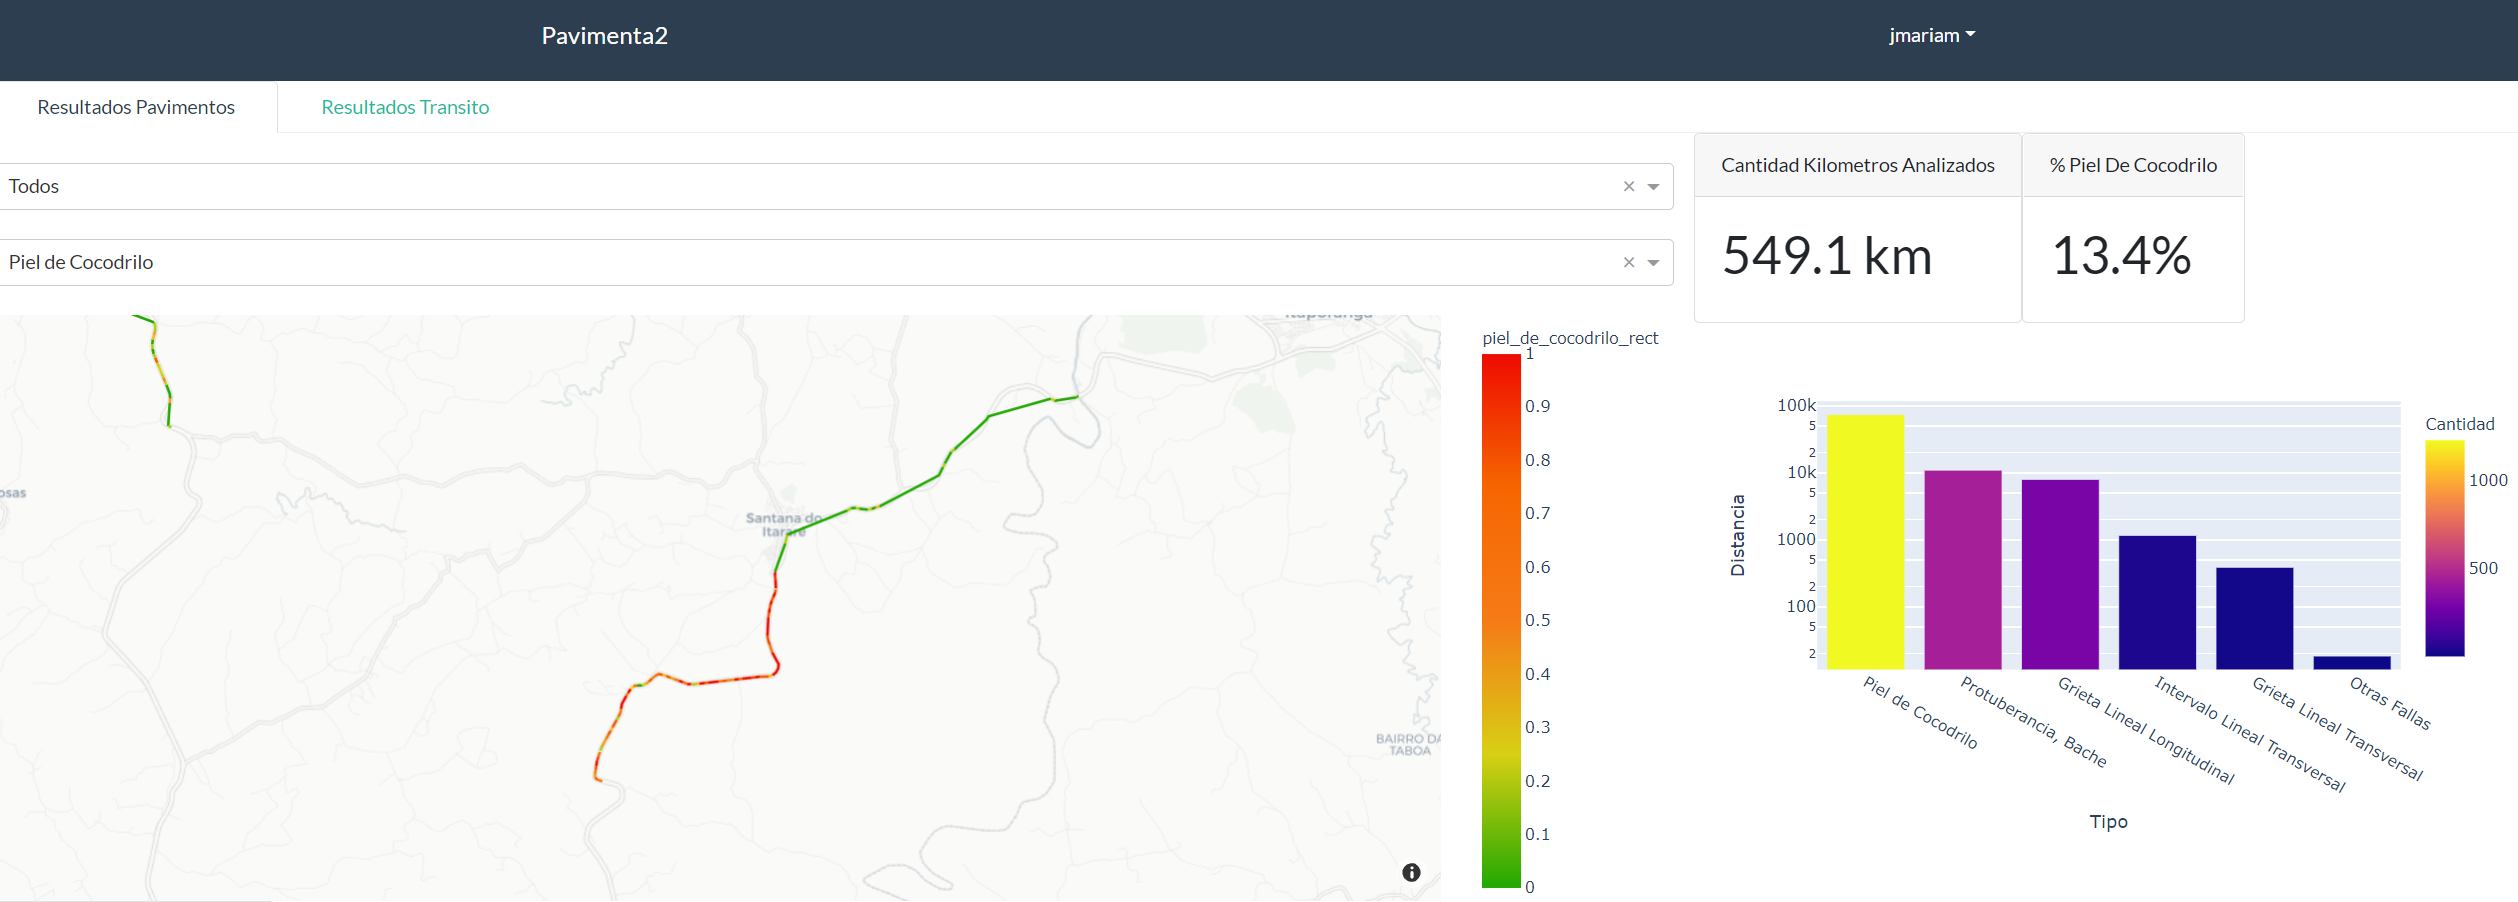 Pavimenta2
jmariam
Resultados Pavimentos
Resultados Transito
Todos
Piel de Cocodrilo
Cantidad Kilometros Analizados
549.1 km
% Piel De Cocodrilo
13.4%
osas
Santana do
Itararé
BAIRRO DA
TABOA
piel_de_cocodrilo_rect
1
0.9
0.8
0.7
0.6
0.5
0.4
0.3
0.2
0.1
0
Distancia
100k
5
2
10k
5
2
1000
5
2
100
5
2
Piel de Cocodrilo
Protuberancia, Bache
Grieta Lineal Longitudinal
Intervalo Lineal Transversal
Grieta Lineal Transversal
Otras Fallas
Tipo
Cantidad
1000
500